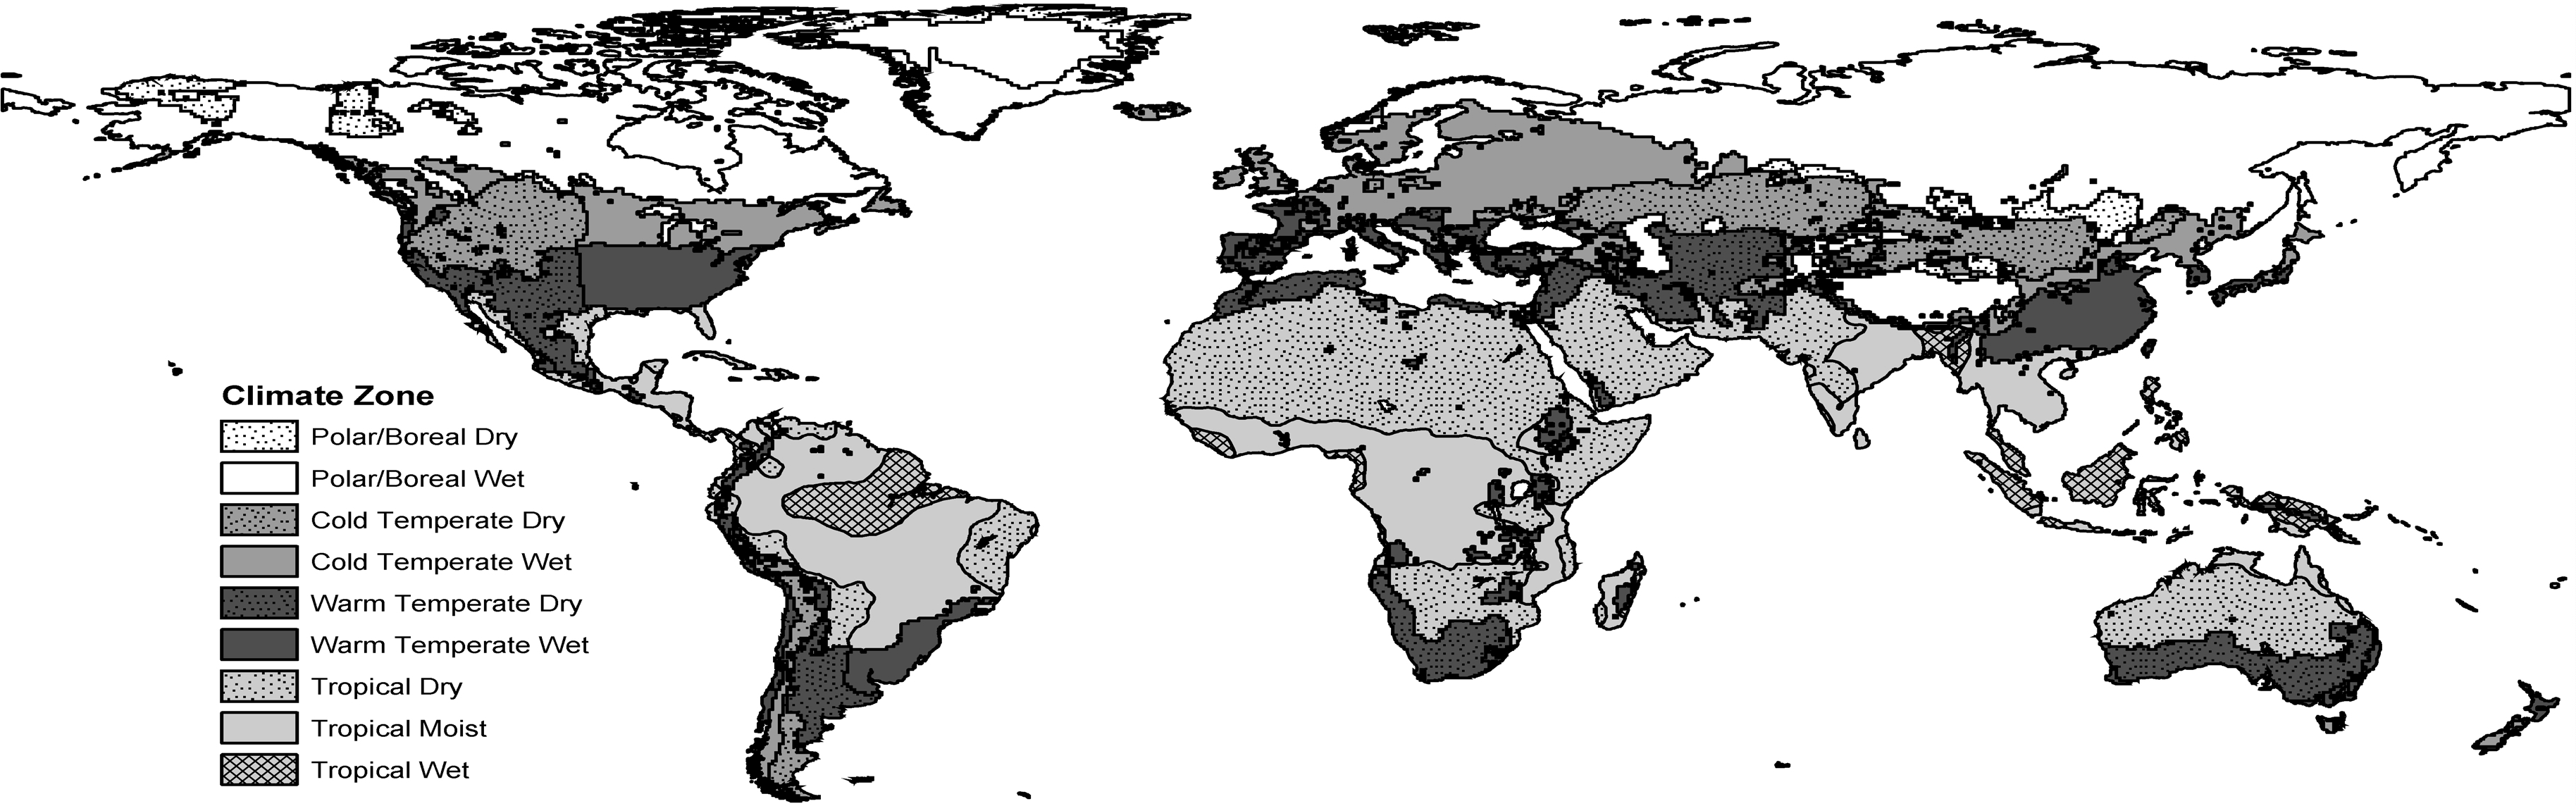 Climate Zone
Polar/Boreal Dry
Polar/Boreal Wet
Cold Temperate Dry
Cold Temperate Wet
Warm Temperate Dry
Warm Temperate Wet
Tropical Dry
Tropical Moist
Tropical Wet